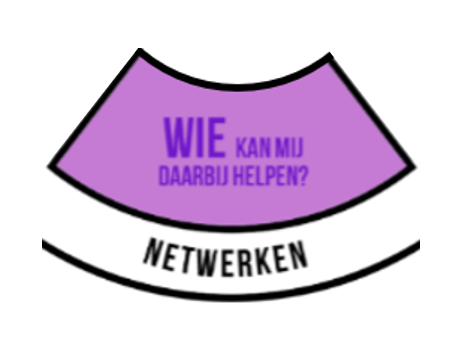 WIE KAN MIJ
DAARBIJ HELPEN?
NETWERKEN